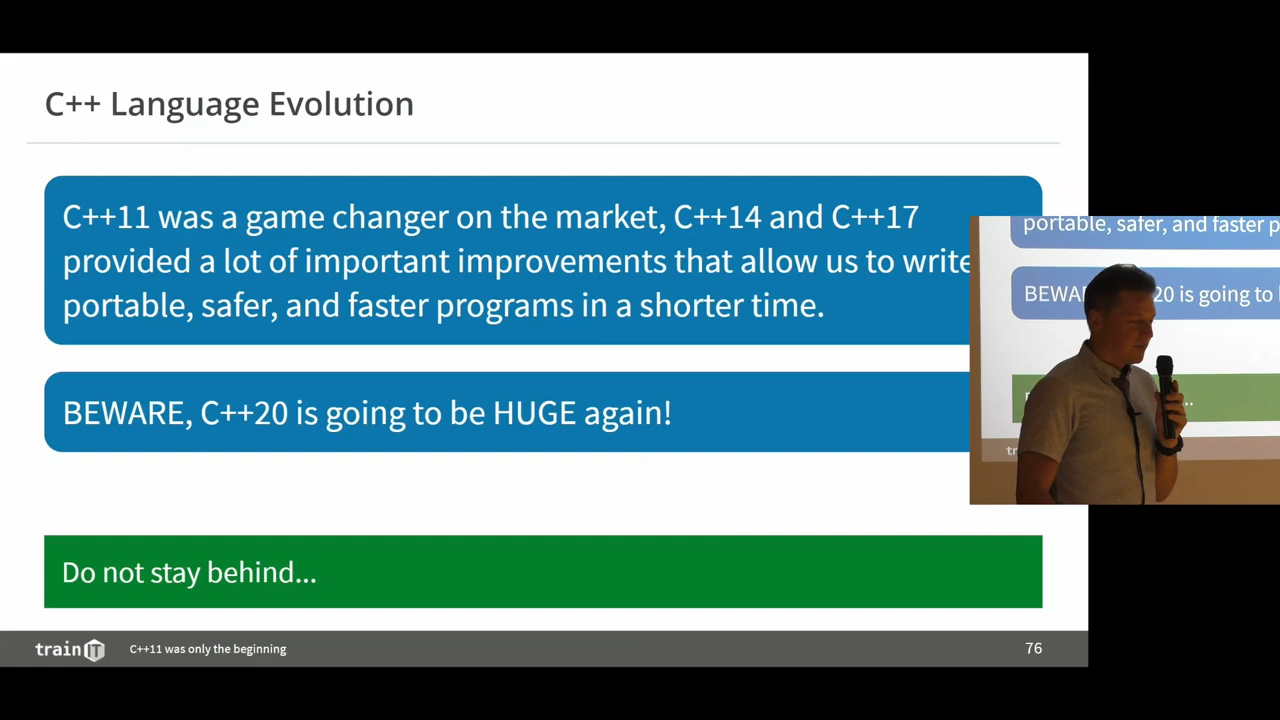 C++ Language Evolution
C++11 was a game changer on the market, C++14 and C++17
provided a lot of important improvements that allow us to write
portable, safer, and faster programs in a shorter time.
BEWARE, C++20 is going to be HUGE again!
Do not stay behind...
train IT
C++11 was only the beginning
76
portable, safer, and faster p
20 is going to